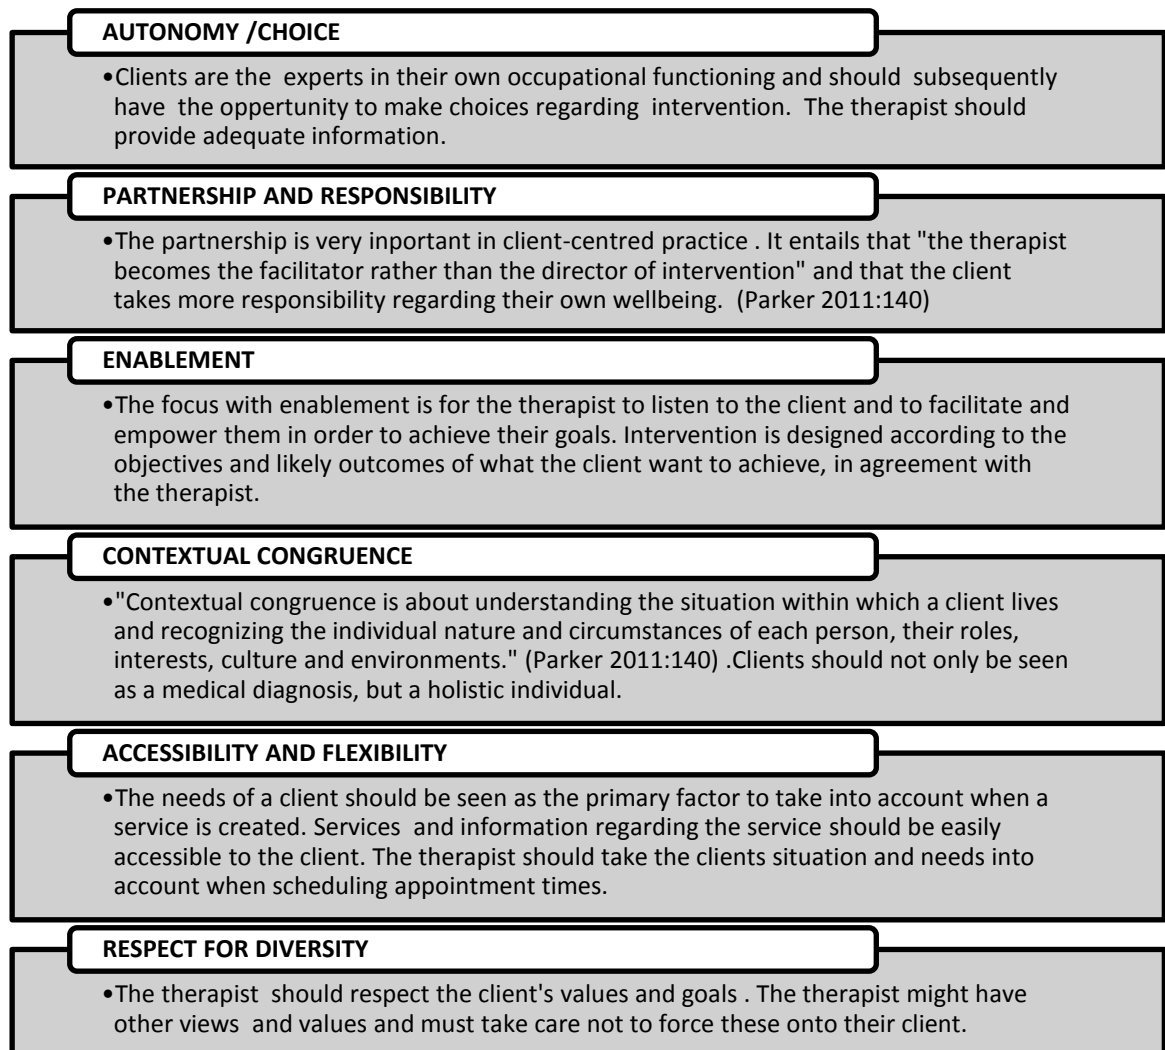 AUTONOMY /CHOICE
•Clients are the experts in their own occupational functioning and should subsequently
have the oppertunity to make choices regarding intervention. The therapist should
provide adequate information.
PARTNERSHIP AND RESPONSIBILITY
•The partnership is very inportant in client-centred practice . It entails that "the therapist
becomes the facilitator rather than the director of intervention" and that the client
takes more responsibility regarding their own wellbeing. (Parker 2011:140)
ENABLEMENT
•The focus with enablement is for the therapist to listen to the client and to facilitate and
empower them in order to achieve their goals. Intervention is designed according to the
objectives and likely outcomes of what the client want to achieve, in agreement with
the therapist.
CONTEXTUAL CONGRUENCE
•"Contextual congruence is about understanding the situation within which a client lives
and recognizing the individual nature and circumstances of each person, their roles,
interests, culture and environments." (Parker 2011:140) .Clients should not only be seen
as a medical diagnosis, but a holistic individual.
ACCESSIBILITY AND FLEXIBILITY
•The needs of a client should be seen as the primary factor to take into account when a
service is created. Services and information regarding the service should be easily
accessible to the client. The therapist should take the clients situation and needs into
account when scheduling appointment times.
RESPECT FOR DIVERSITY
•The therapist should respect the client's values and goals . The therapist might have
other views and values and must take care not to force these onto their client.